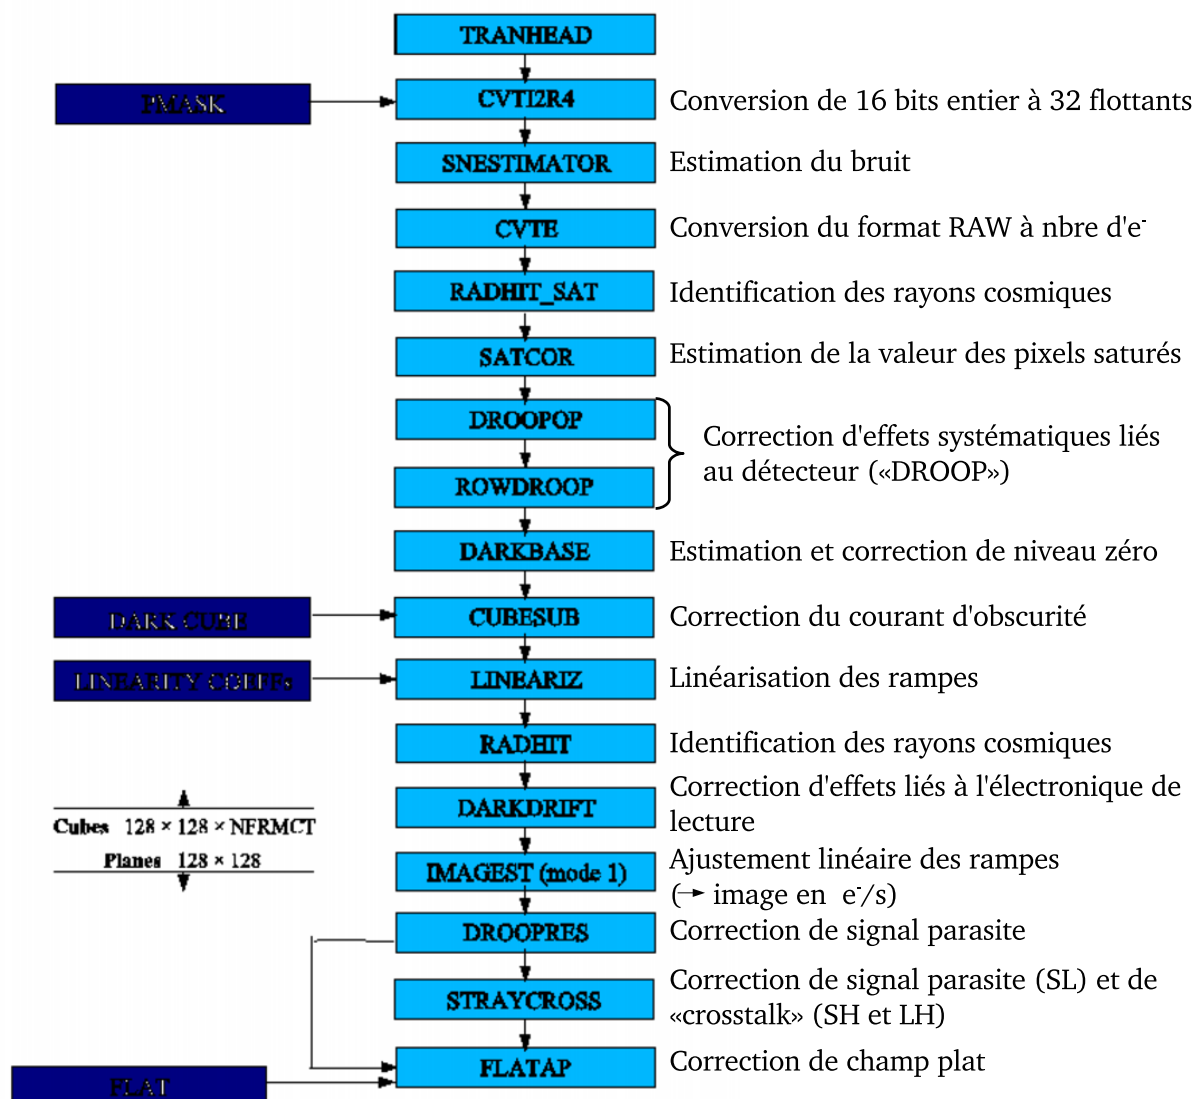 TRANHEAD
PMASK
CVTI2R4
Conversion de 16 bits entier à 32 flottants
SNESTIMATOR
Estimation du bruit
CVTE
Conversion du format RAW à nbre d'e-
RADHIT_SAT
Identification des rayons cosmiques
SATCOR
Estimation de la valeur des pixels saturés
DROOPOP
ROWDROOP
Correction d'effets systématiques liés
au détecteur («DROOP»)
DARKBASE
Estimation et correction de niveau zéro
DARK CUBE
CUBESUB
Correction du courant d'obscurité
LINEARITY COEFFs
LINEARIZ
Linéarisation des rampes
RADHIT
Identification des rayons cosmiques
DARKDRIFT
Correction d'effets liés à l'électronique de
lecture
Cubes 128 × 128 × NFRMCT
Planes 128 × 128
IMAGEST (mode 1)
Ajustement linéaire des rampes
(→ image en e-/s)
DROOPRES
Correction de signal parasite
STRAYCROSS
Correction de signal parasite (SL) et de
«crosstalk» (SH et LH)
FLATAP
Correction de champ plat
FLAT